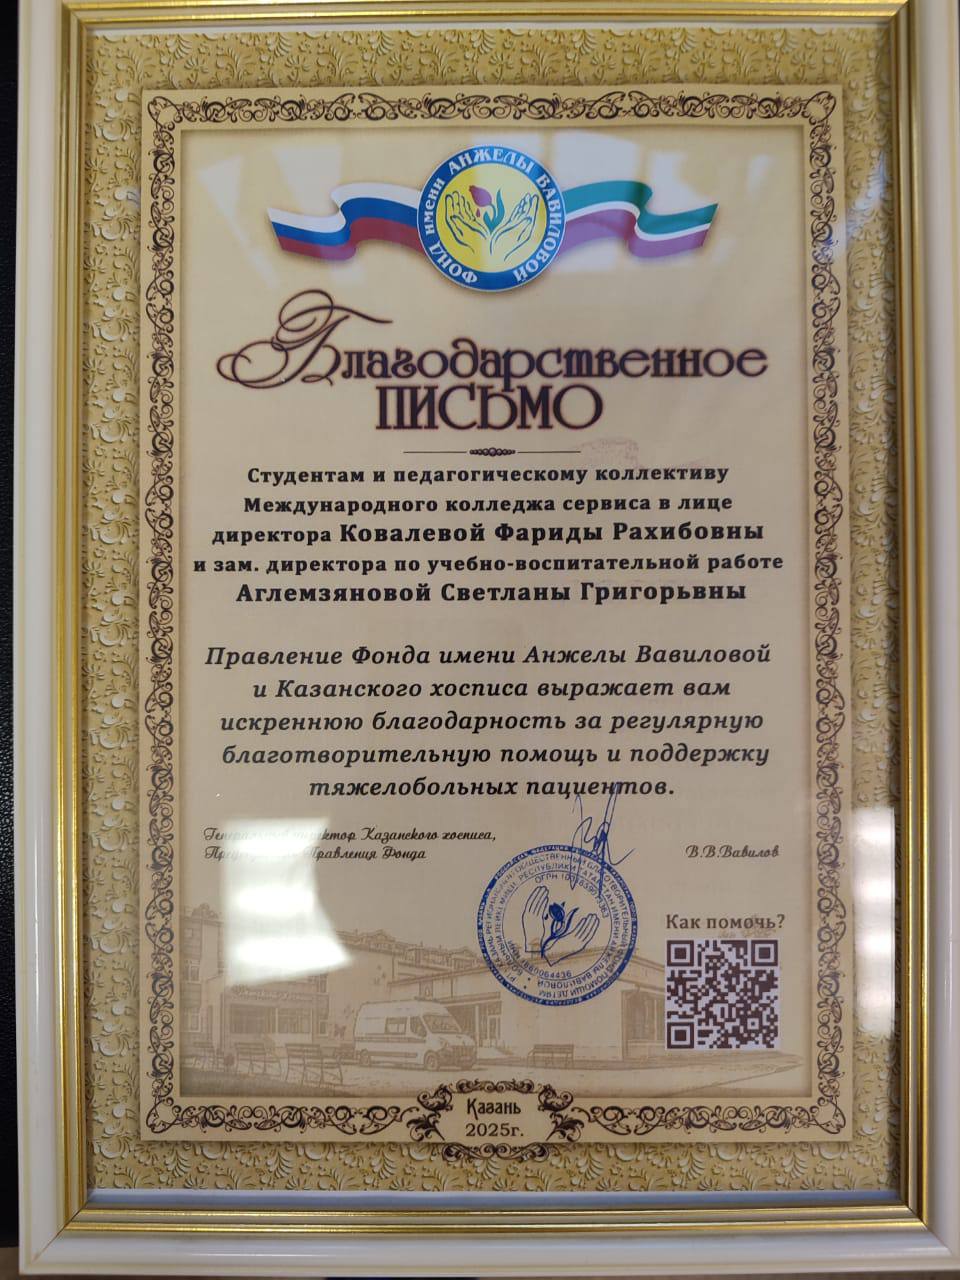 ФОНД имени АНЖЕЛЫ ВАВИЛОВОЙ
Благодарственное
ПИСЬМО
Студентам и педагогическому коллективу
Международного колледжа сервиса в лице
директора Ковалевой Фариды Рахибовны
и зам. директора по учебно-воспитательной работе
Аглемзяновой Светланы Григорьвны
Правление Фонда имени Анжелы Вавиловой
и Казанского хосписа выражает вам
искреннюю благодарность за регулярную
благотворительную помощь и поддержку
тяжелобольных пациентов.
директор Казанского хосписа,
Правления Фонда
В.В.Вавилов
Как помочь?
Казань
2025г.